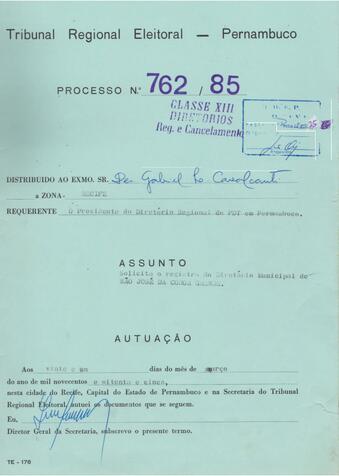 Tribunal Regional Eleitoral — Pernambuco
PROCESSO N.º 762 / 85
CLASSE XIII
DIRETÓRIOS
Reg. e Cancelamento
DISTRIBUÍDO AO EXMO. SR. Des Gabriel Cavalcanti
a ZONA- RECIFE
REQUERENTE O Presidente do Diretório Regional do PDT em Pernambuco.
ASSUNTO
Solicita o registro do Diretório Municipal de
SÃO JOSÉ DA COROA GRANDE.
AUTUAÇÃO
Aos vinte e um dias do mês de março
do ano de mil novecentos e oitenta e cinco,
nesta cidade do Recife, Capital do Estado de Pernambuco e na Secretaria do Tribunal
Regional Eleitoral, autuei os documentos que se seguem.
Eu,
Diretor Geral da Secretaria, subscrevo o presente termo.
TE - 176